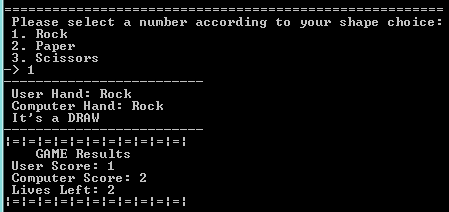 =========================================================
Please select a number according to your shape choice:
1. Rock
2. Paper
3. Scissors
-> 1
--------------------------
User Hand: Rock
Computer Hand: Rock
It's a DRAW
--------------------------
|=|=|=|=|=|=|=|=|=|=|=|=|
GAME Results
User Score: 1
Computer Score: 2
Lives Left: 2
|=|=|=|=|=|=|=|=|=|=|=|=|